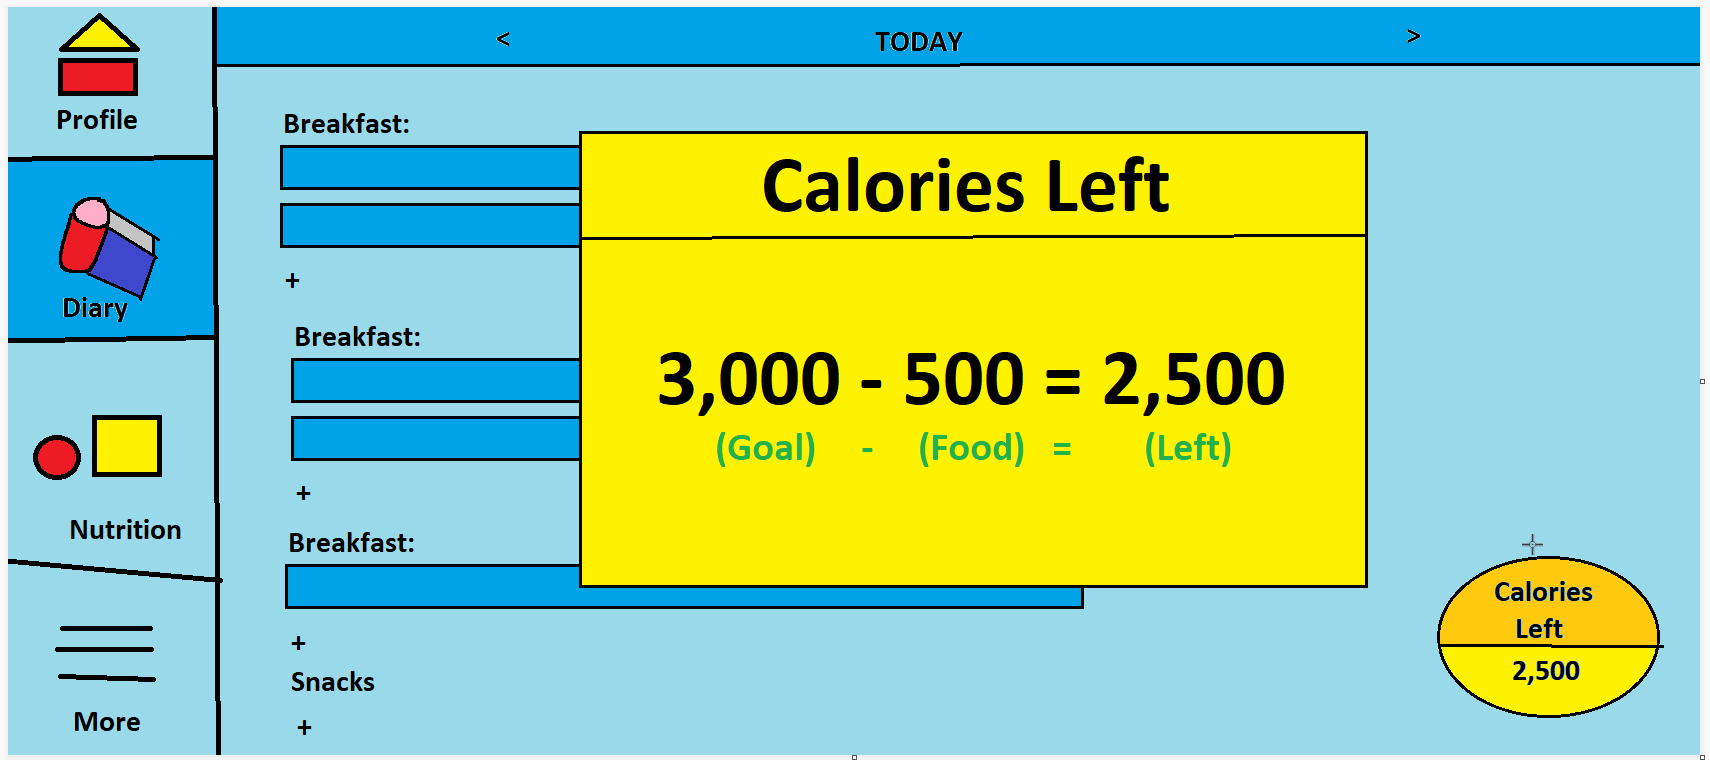 < TODAY >
Profile
Diary
Nutrition
More
Breakfast:
+
Breakfast:
+
Breakfast:
+
Snacks
+
Calories Left
3,000 - 500 = 2,500
(Goal) - (Food) = (Left)
Calories
Left
2,500